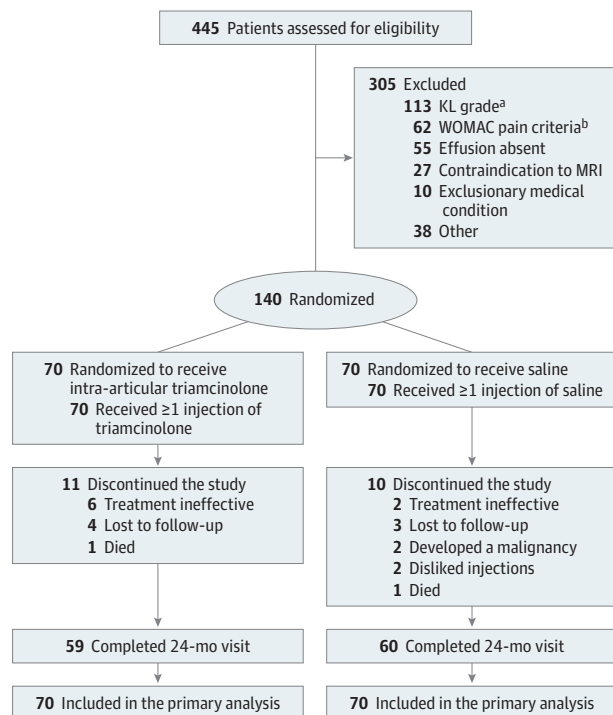 445 Patients assessed for eligibility
305 Excluded
113 KL gradeᵃ
62 WOMAC pain criteriaᵇ
55 Effusion absent
27 Contraindication to MRI
10 Exclusionary medical
condition
38 Other
140 Randomized
70 Randomized to receive
intra-articular triamcinolone
70 Received ≥1 injection of
triamcinolone
70 Randomized to receive saline
70 Received ≥1 injection of saline
11 Discontinued the study
6 Treatment ineffective
4 Lost to follow-up
1 Died
10 Discontinued the study
2 Treatment ineffective
3 Lost to follow-up
2 Developed a malignancy
2 Disliked injections
1 Died
59 Completed 24-mo visit
60 Completed 24-mo visit
70 Included in the primary analysis
70 Included in the primary analysis